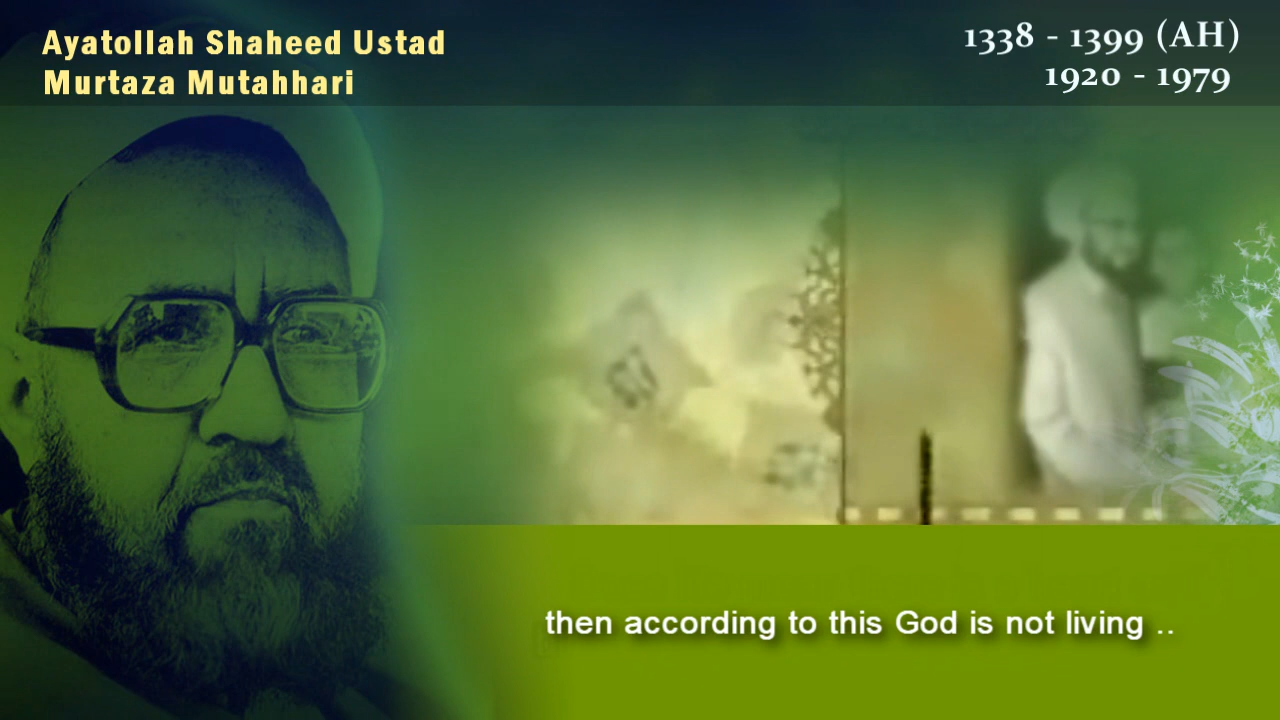 Ayatollah Shaheed Ustad
Murtaza Mutahhari
1338 - 1399 (AH)
1920 - 1979
then according to this God is not living ..